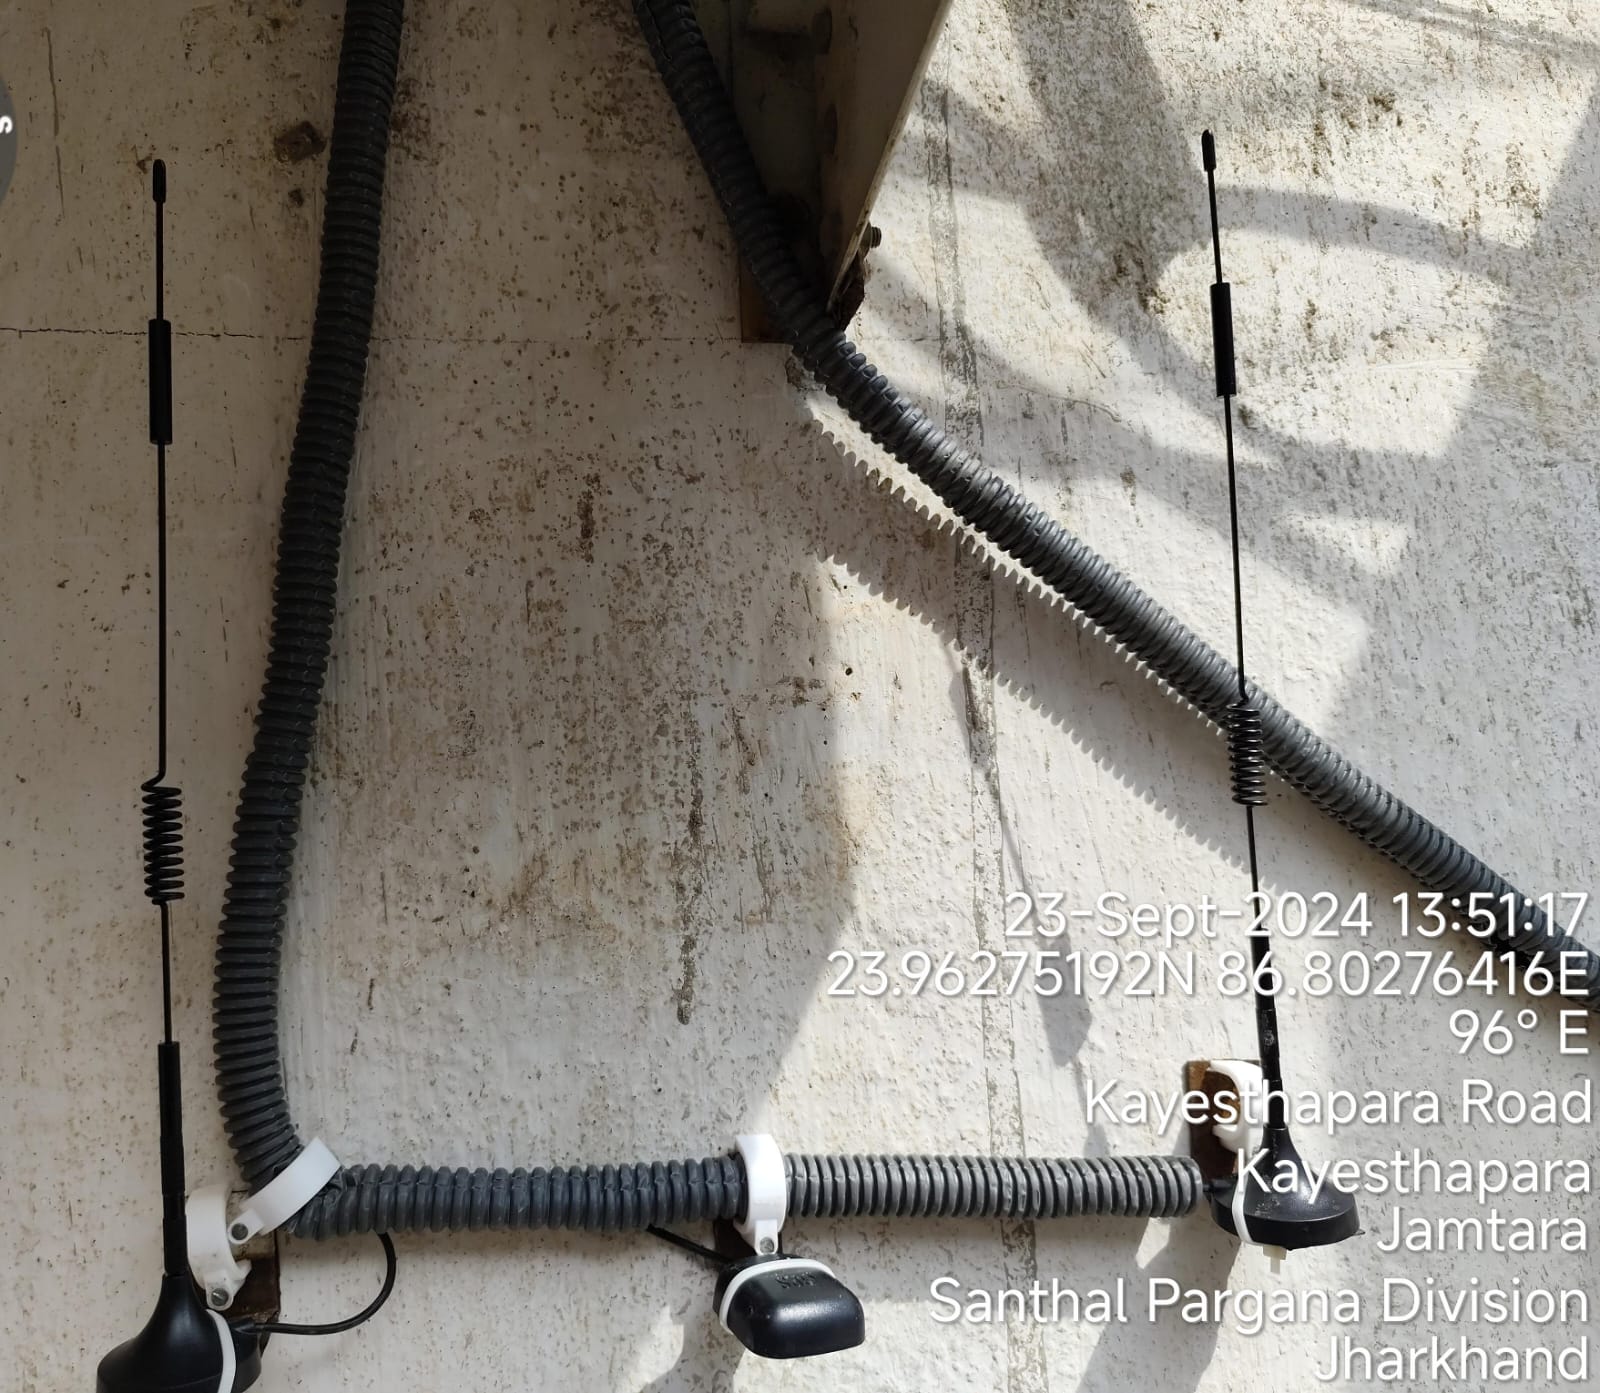 23-Sept-2024 13:51:17
23.96275192N 86.80276416E
96° E
Kayesthapara Road
Kayesthapara
Jamtara
Santhal Pargana Division
Jharkhand